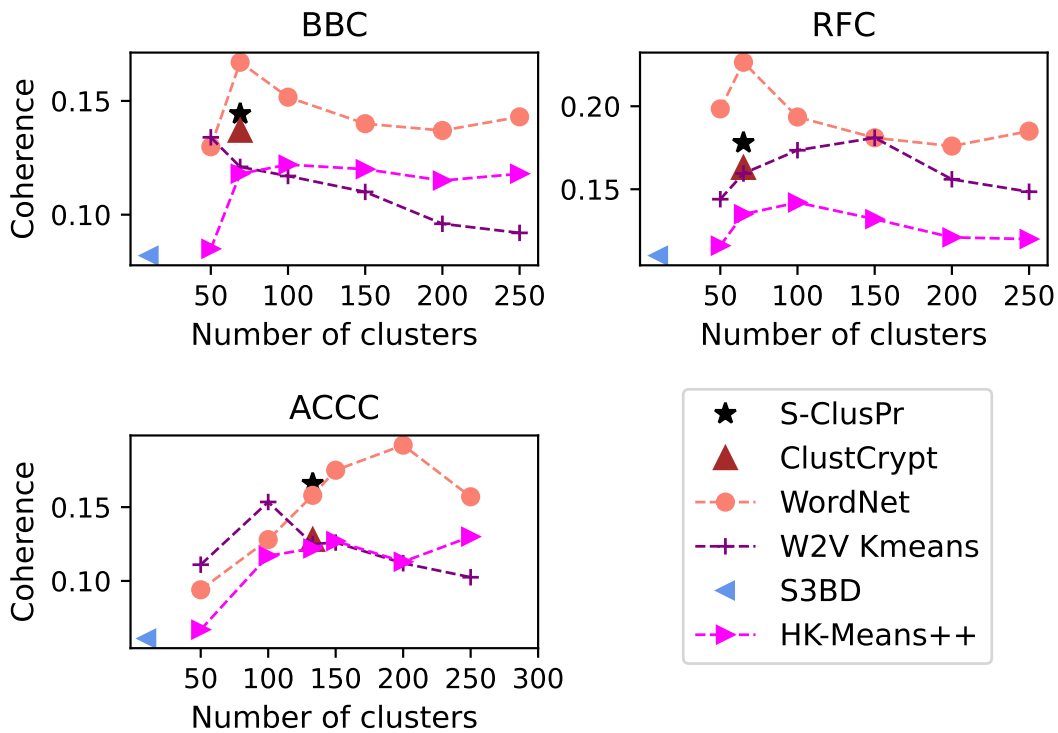 BBC
Coherence
0.15
0.10
50 100 150 200 250
Number of clusters
RFC
0.20
0.15
50 100 150 200 250
Number of clusters
ACCC
Coherence
0.15
0.10
50 100 150 200 250 300
Number of clusters
S-ClusPr
ClustCrypt
WordNet
W2V Kmeans
S3BD
HK-Means++